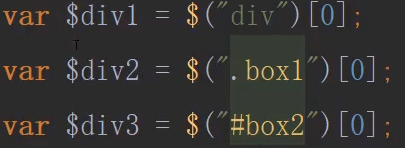 var $div1 = $("div")[0];
var $div2 = $(".box1")[0];
var $div3 = $("#box2")[0];